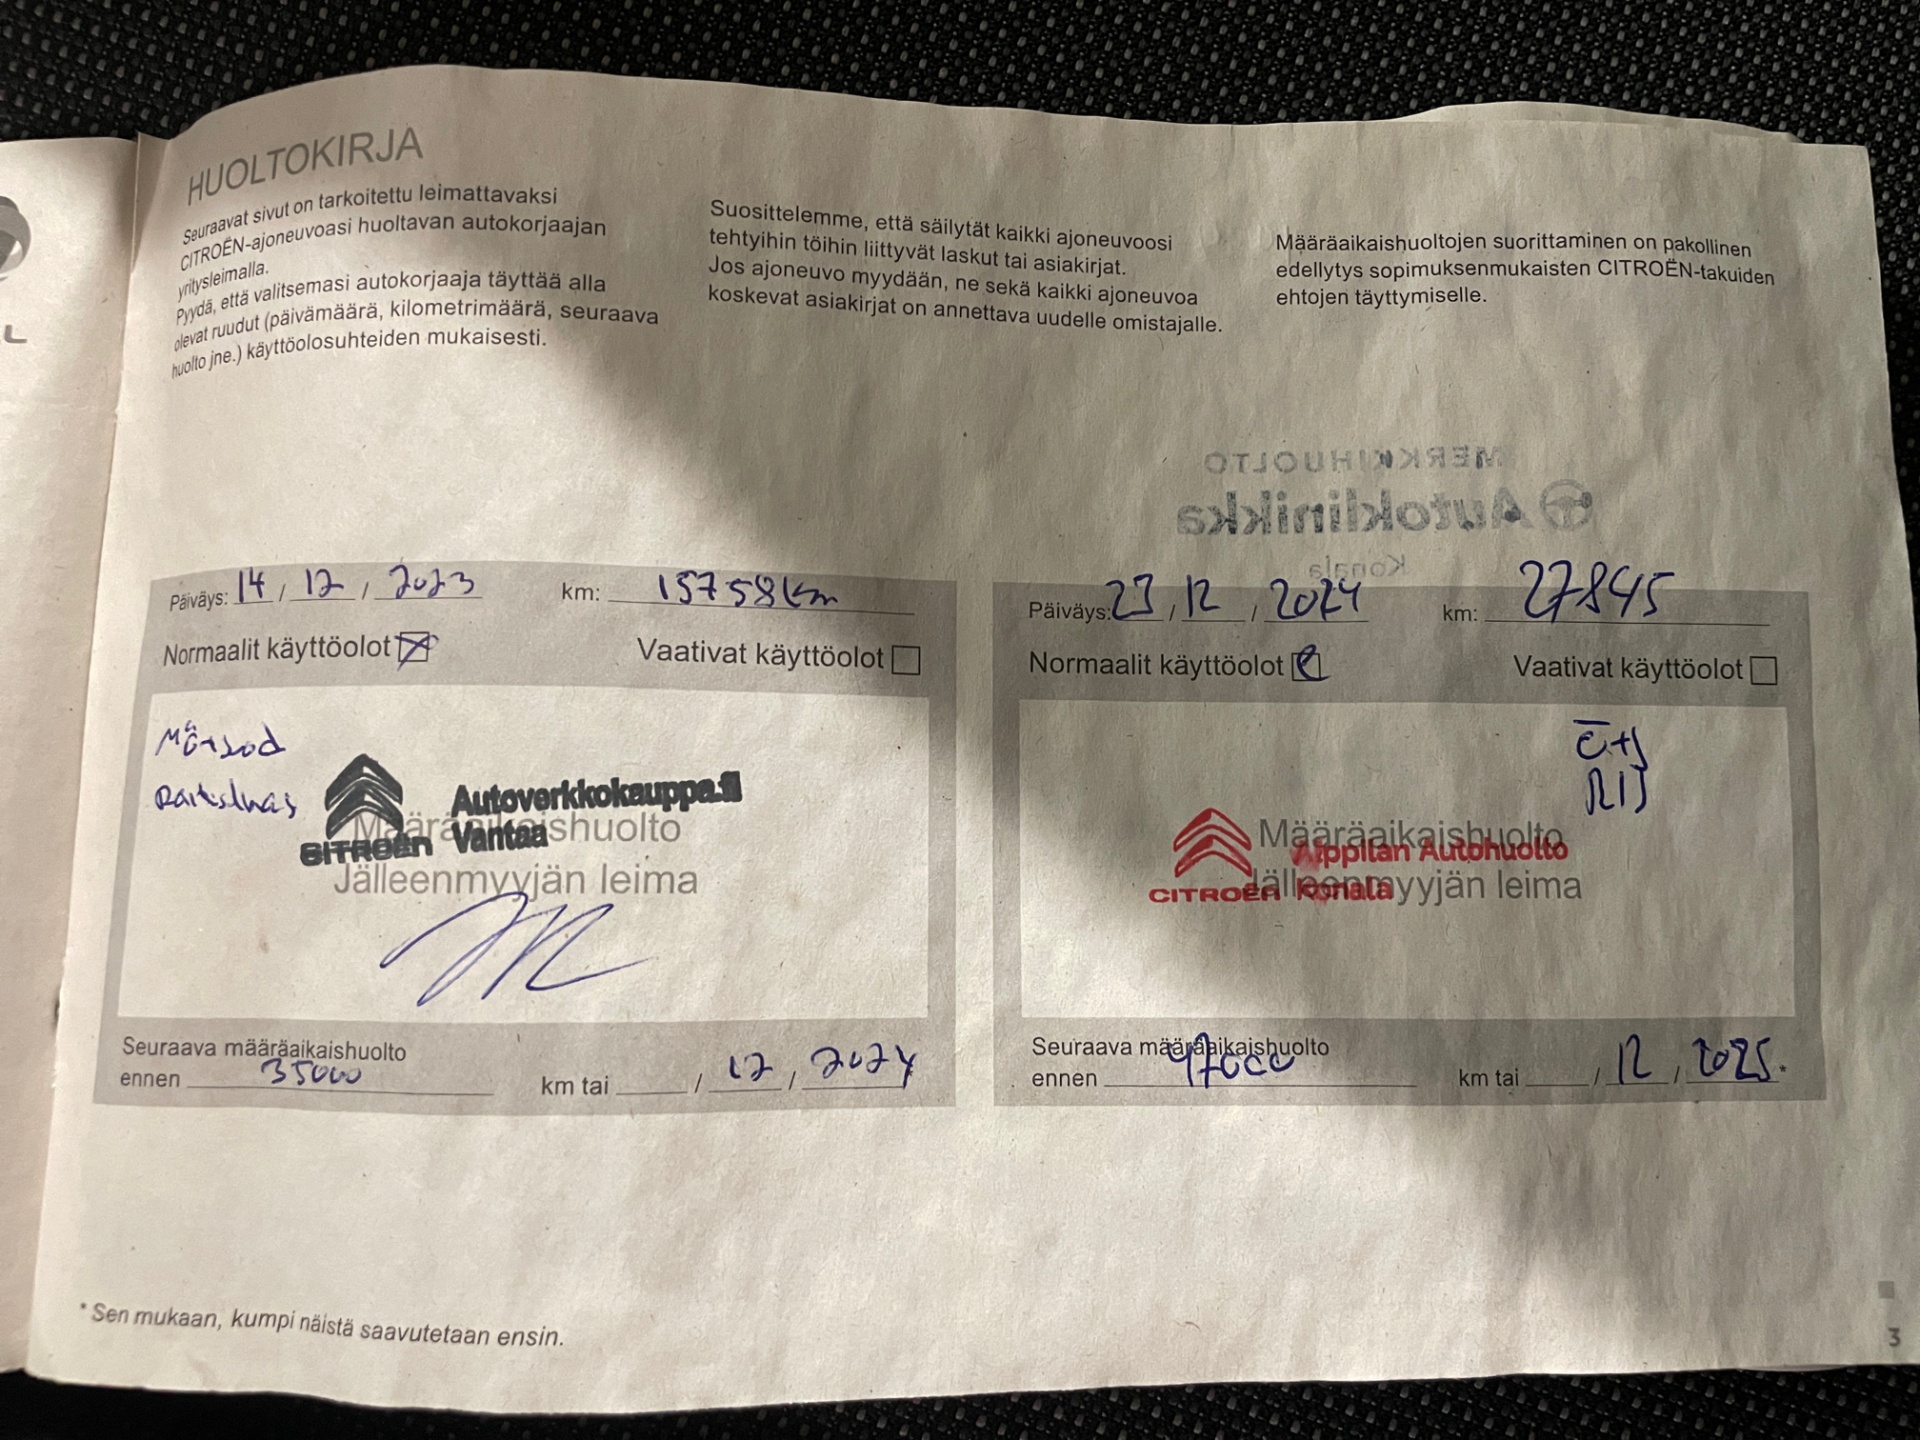 L
HUOLTOKIRJA
Seuraavat sivut on tarkoitettu leimattavaksi
CITROËN-ajoneuvoasi huoltavan autokorjaajan
yritysleimalla.
Pyydä, että valitsemasi autokorjaaja täyttää alla
olevat ruudut (päivämäärä, kilometrimäärä, seuraava
huolto jne.) käyttöolosuhteiden mukaisesti.
Suosittelemme, että säilytät kaikki ajoneuvoosi
tehtyihin töihin liittyvät laskut tai asiakirjat.
Jos ajoneuvo myydään, ne sekä kaikki ajoneuvoa
koskevat asiakirjat on annettava uudelle omistajalle.
Määräaikaishuoltojen suorittaminen on pakollinen
edellytys sopimuksenmukaisten CITROËN-takuiden
ehtojen täyttymiselle.
MERKKIHUOLTO
Autoklinikka
Konala
Päiväys: 14 / 12 / 2023 km: 15758km
Normaalit käyttöolot Vaativat käyttöolot
Autoverkkokauppa.fi
Vantaa
CITROËN
Määräaikaishuolto
Jälleenmyyjän leima
Seuraava määräaikaishuolto
ennen 35000 km tai / 12 / 2024
Päiväys: 23 / 12 / 2024 km: 27845
Normaalit käyttöolot Vaativat käyttöolot
Määräaikaishuolto
Alppilan Autohuolto
Jälleenmyyjän leima
CITROËN Konala
Seuraava määräaikaishuolto
ennen 47000 km tai / 12 / 2025 *
* Sen mukaan, kumpi näistä saavutetaan ensin.
3